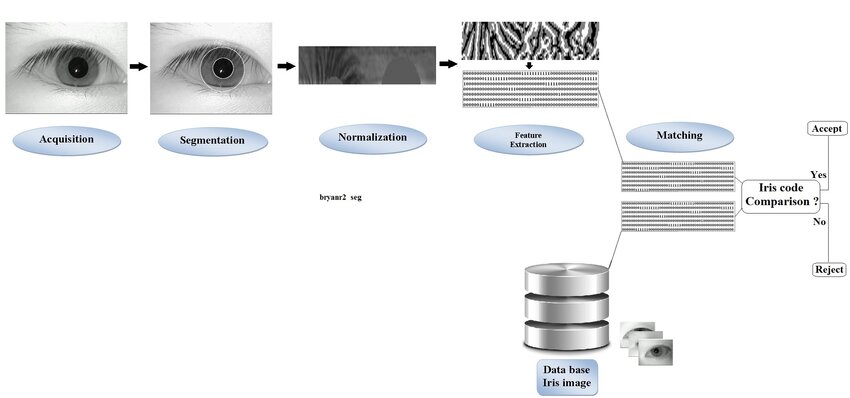 Acquisition
Segmentation
Normalization
Feature
Extraction
Matching
Accept
Yes
Iris code
Comparison ?
No
Reject
bryanr2 seg
Data base
Iris image